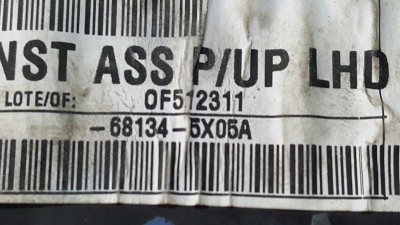 NST ASS P/UP LHD
LOTE/OF: OF512311
-68134-5X05A